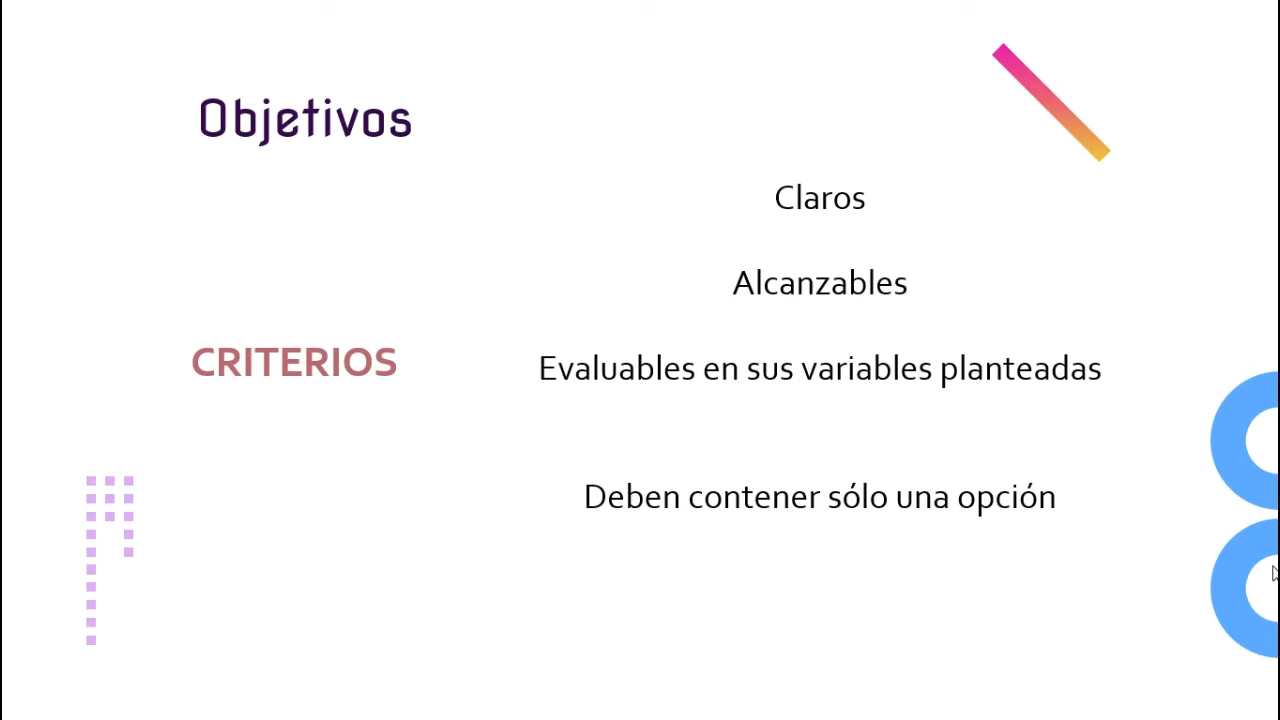 Objetivos
Claros
Alcanzables
CRITERIOS
Evaluables en sus variables planteadas
Deben contener sólo una opción